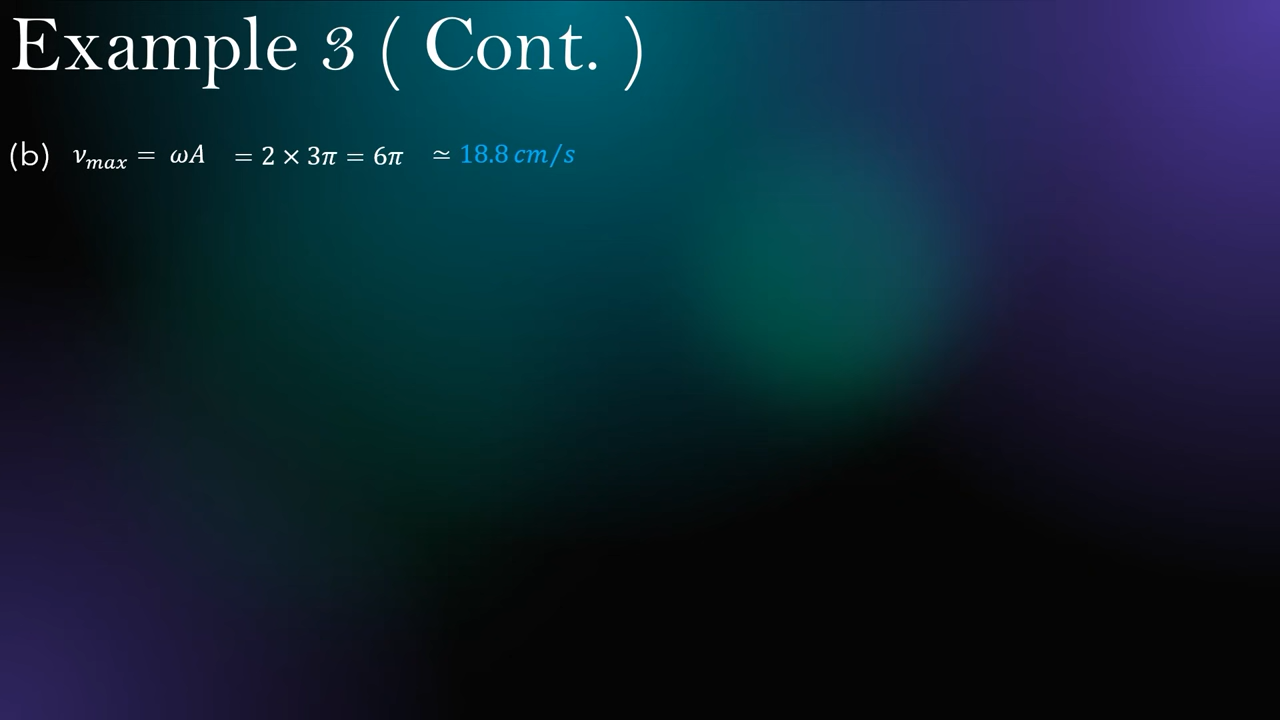 Example 3 ( Cont. )
(b) v_max = ωA = 2 × 3π = 6π ≃ 18.8 cm/s